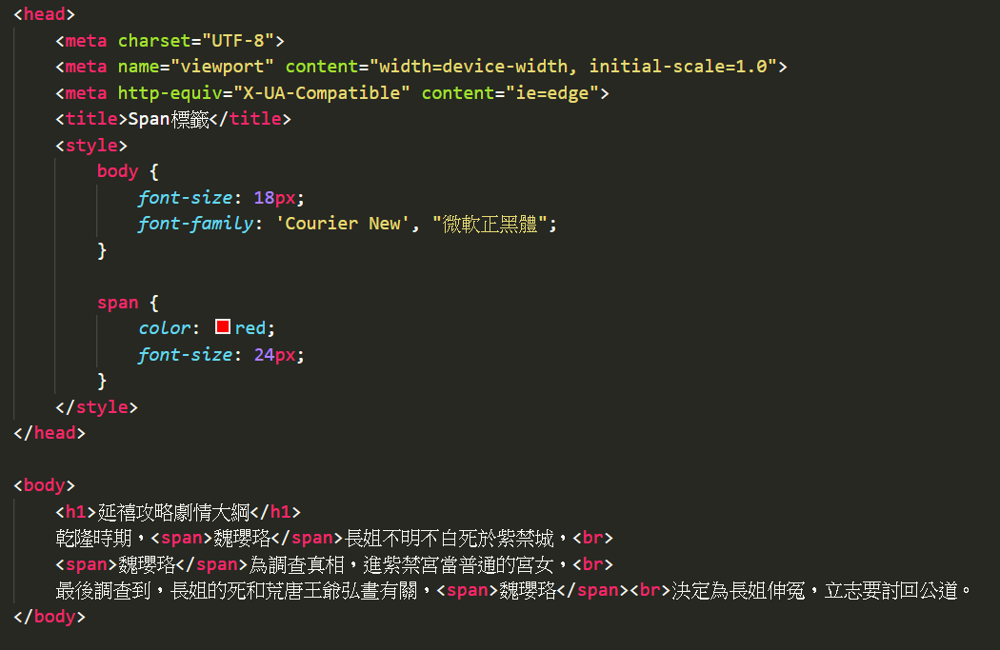 <head>
<meta charset="UTF-8">
<meta name="viewport" content="width=device-width, initial-scale=1.0">
<meta http-equiv="X-UA-Compatible" content="ie=edge">
<title>Span標籤</title>
<style>
body {
font-size: 18px;
font-family: 'Courier New', "微軟正黑體";
}
span {
color: red;
font-size: 24px;
}
</style>
</head>
<body>
<h1>延禧攻略劇情大綱</h1>
乾隆時期，<span>魏瓔珞</span>長姐不明不白死於紫禁城，<br>
<span>魏瓔珞</span>為調查真相，進紫禁宮當普通的宮女，<br>
最後調查到，長姐的死和荒唐王爺弘晝有關，<span>魏瓔珞</span><br>決定為長姐伸冤，立志要討回公道。
</body>